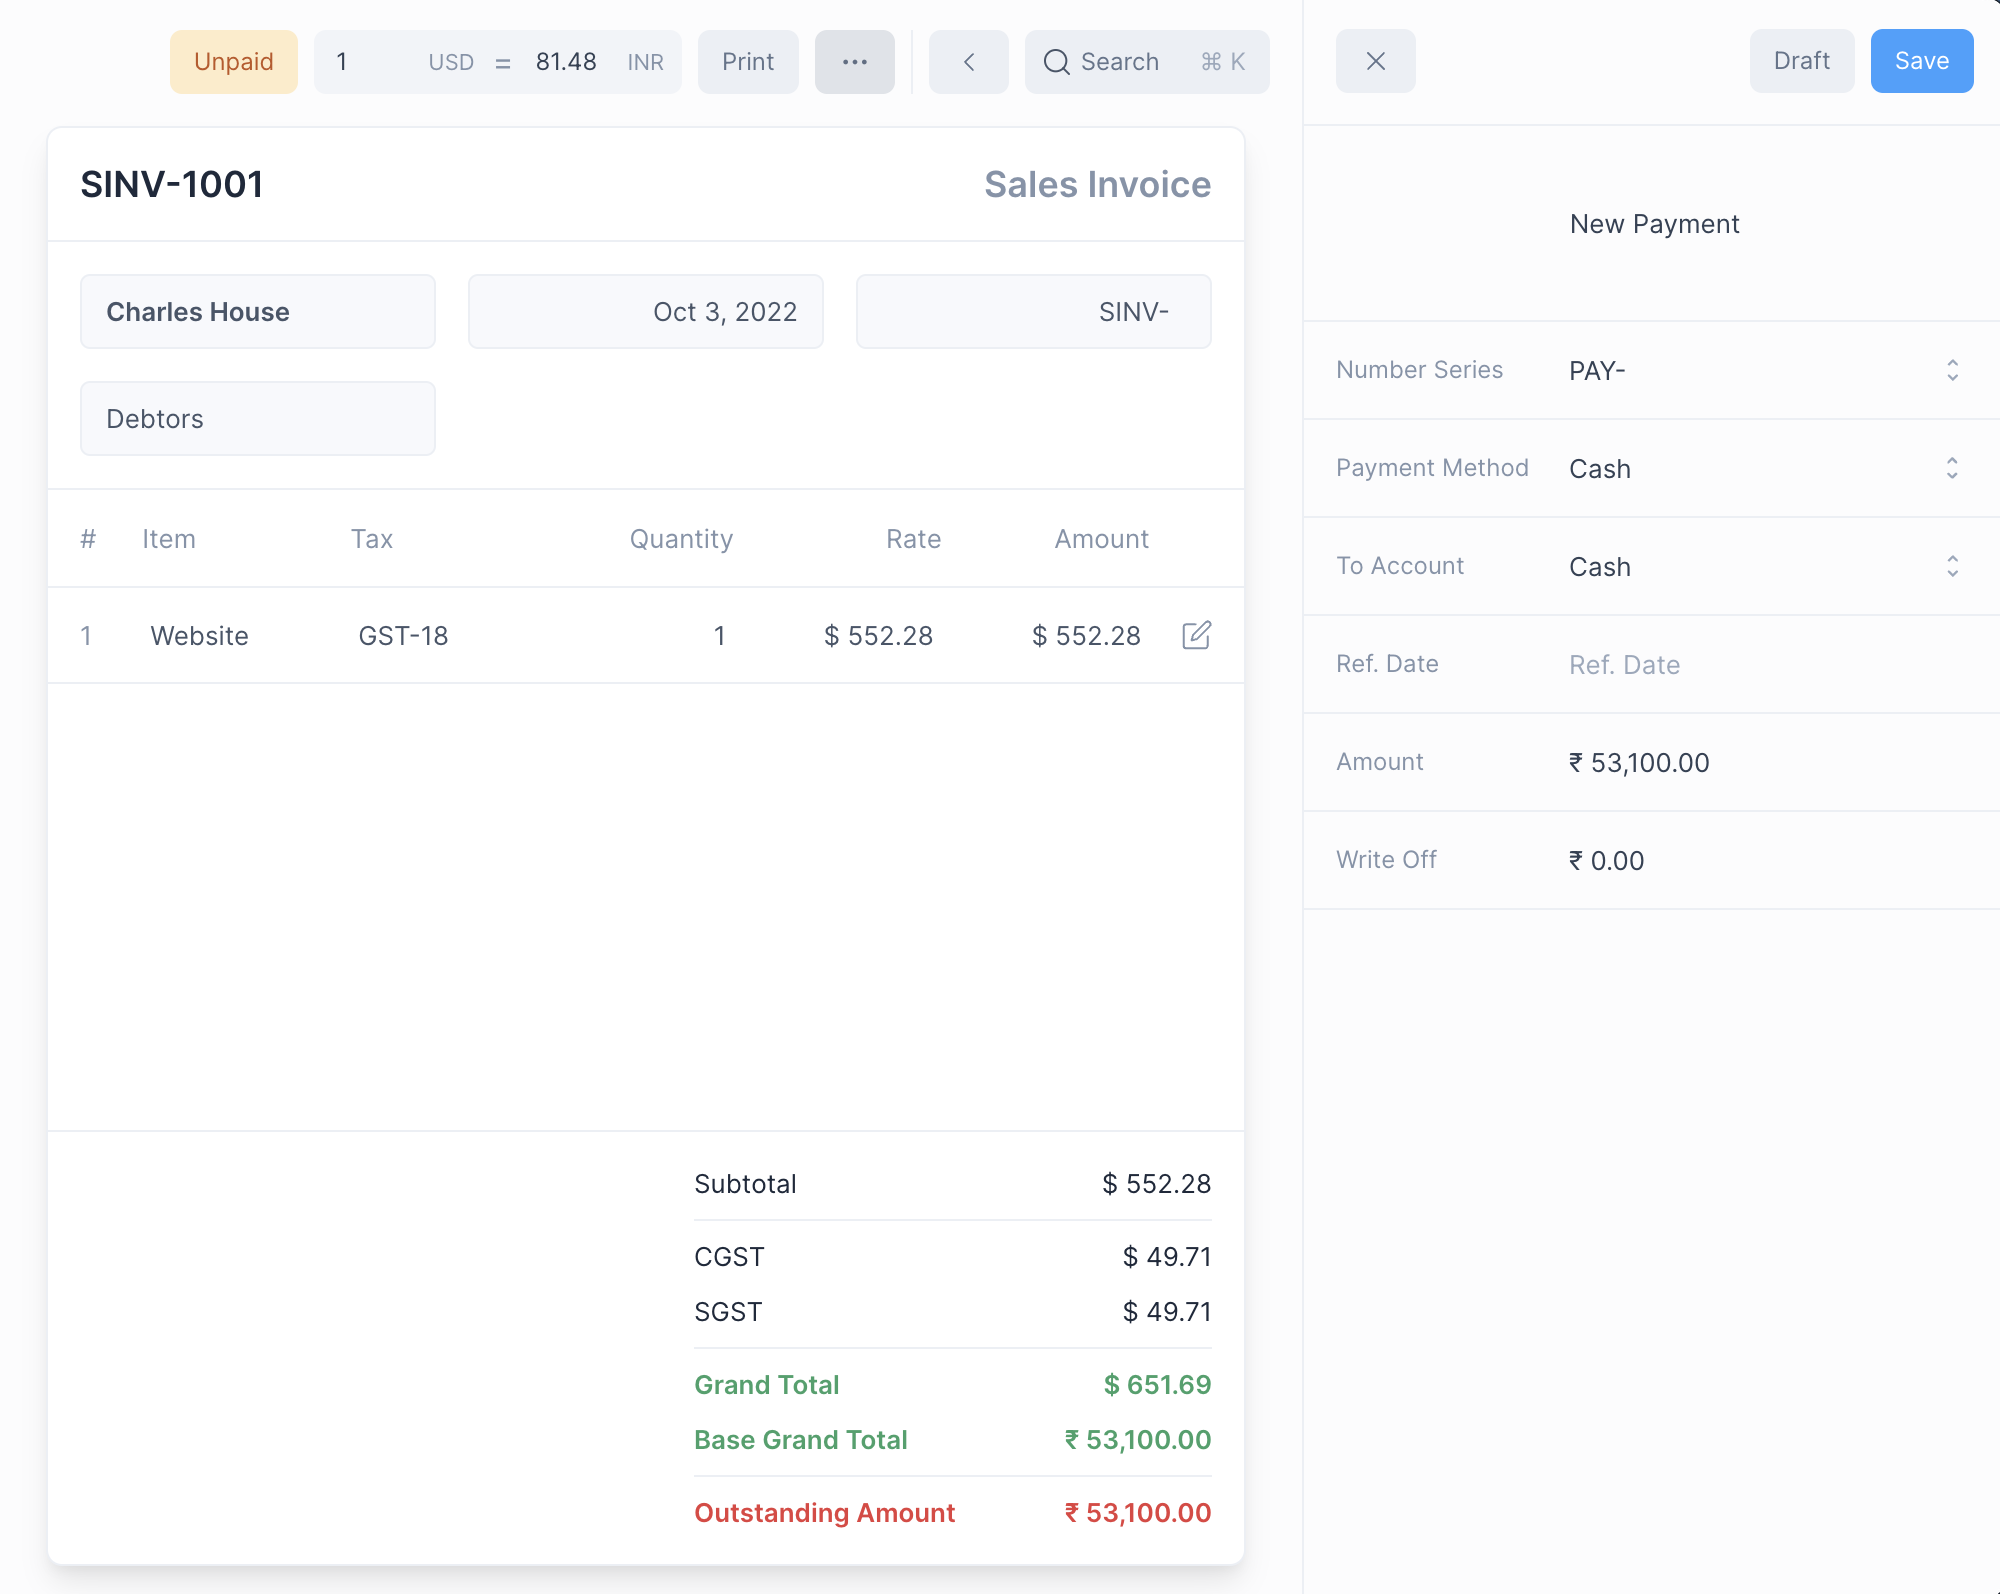 Unpaid 1 USD = 81.48 INR Print ... Search ⌘ K
SINV-1001 Sales Invoice
Charles House Oct 3, 2022 SINV-
Debtors
# Item Tax Quantity Rate Amount
1 Website GST-18 1 $ 552.28 $ 552.28
Subtotal $ 552.28
CGST $ 49.71
SGST $ 49.71
Grand Total $ 651.69
Base Grand Total ₹ 53,100.00
Outstanding Amount ₹ 53,100.00
Draft Save
New Payment
Number Series PAY-
Payment Method Cash
To Account Cash
Ref. Date Ref. Date
Amount ₹ 53,100.00
Write Off ₹ 0.00